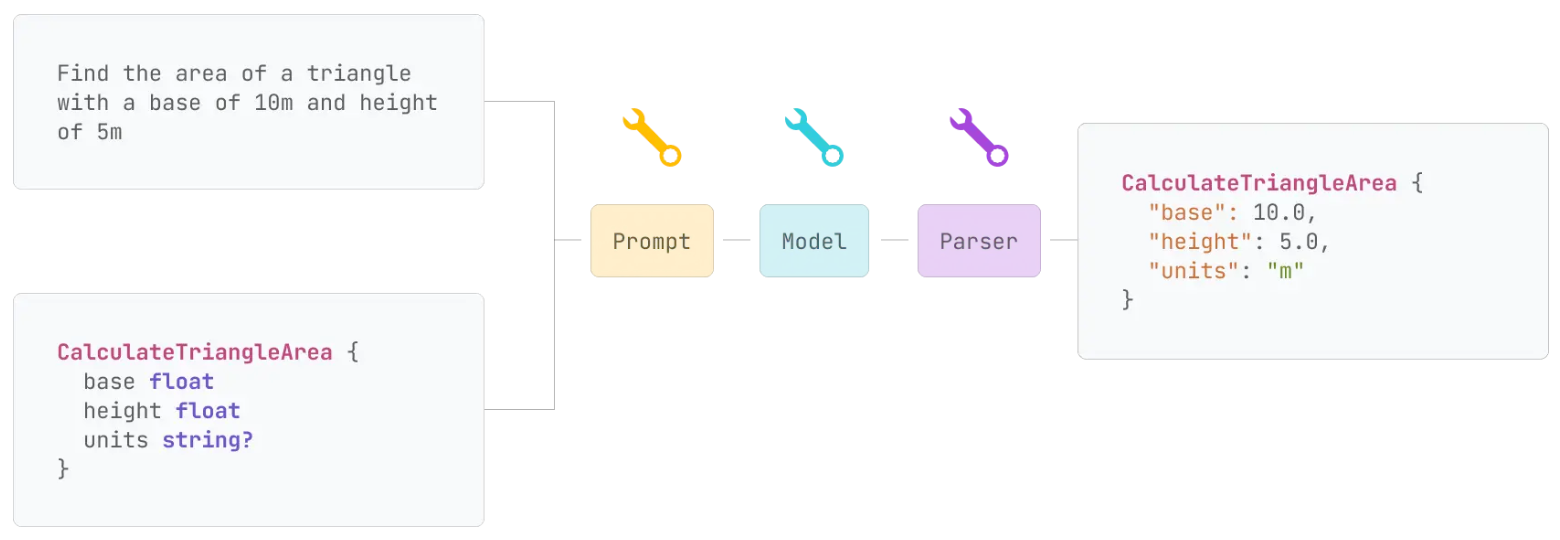 Find the area of a triangle
with a base of 10m and height
of 5m
CalculateTriangleArea {
base float
height float
units string?
}
Prompt
Model
Parser
CalculateTriangleArea {
"base": 10.0,
"height": 5.0,
"units": "m"
}